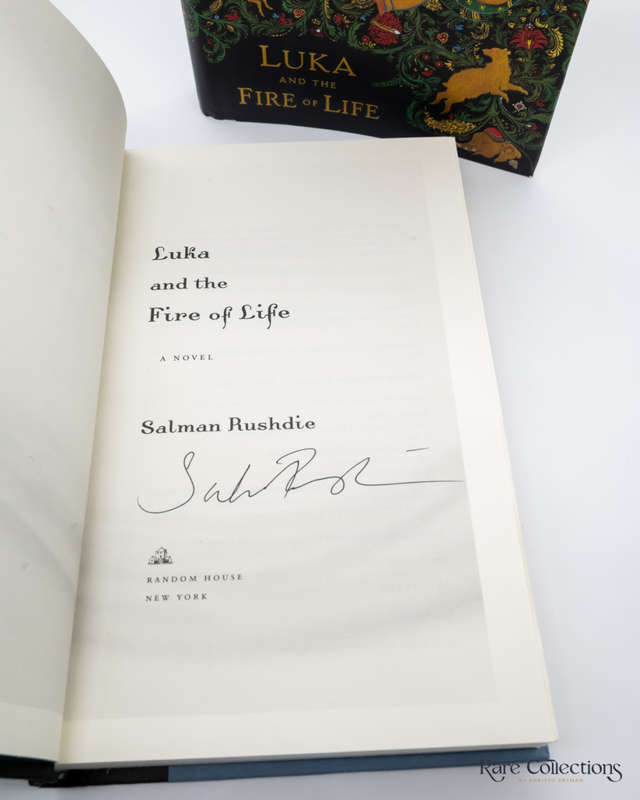 LUKA
AND THE
FIRE OF LIFE
Luka
and the
Fire of Life
A NOVEL
Salman Rushdie
RANDOM HOUSE
NEW YORK
Rare Collections